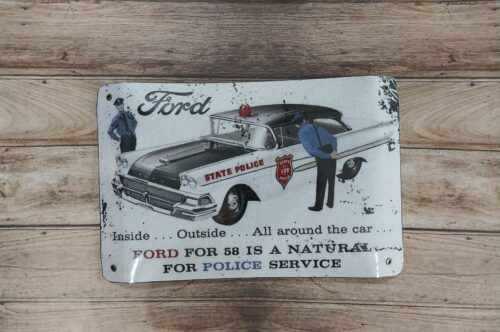 Ford
STATE POLICE
Inside . . . Outside . . . All around the car . . .
FORD FOR 58 IS A NATURAL
FOR POLICE SERVICE